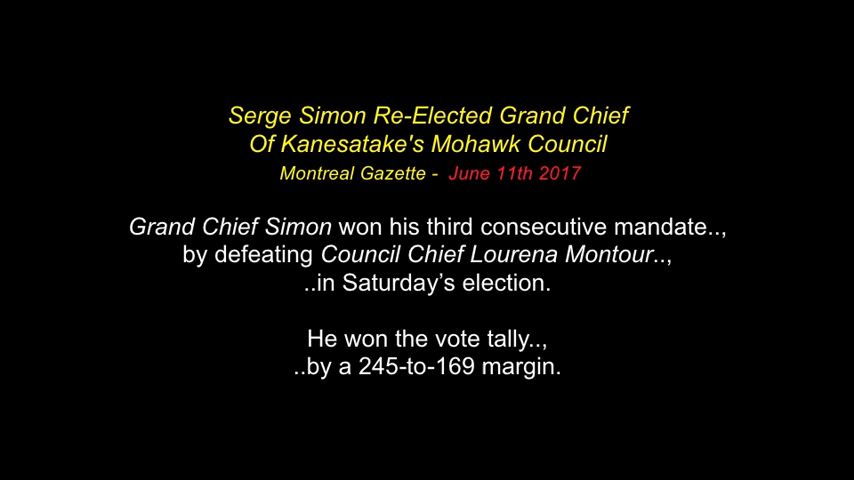 Serge Simon Re-Elected Grand Chief
Of Kanesatake's Mohawk Council
Montreal Gazette - June 11th 2017
Grand Chief Simon won his third consecutive mandate..,
by defeating Council Chief Lourena Montour..,
..in Saturday’s election.
He won the vote tally..,
..by a 245-to-169 margin.